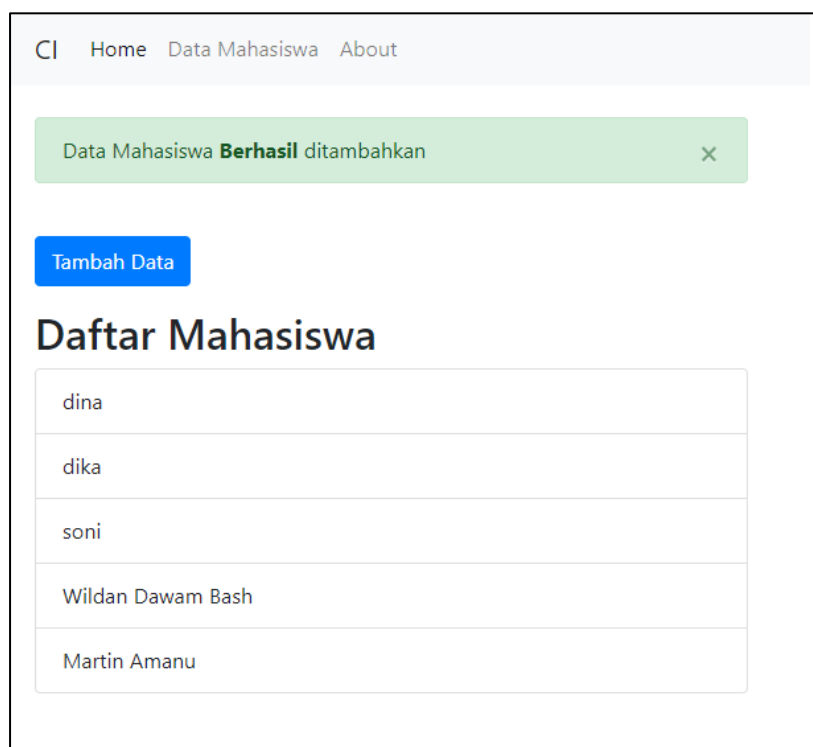 CI Home Data Mahasiswa About
Data Mahasiswa Berhasil ditambahkan ×
Tambah Data
Daftar Mahasiswa
dina
dika
soni
Wildan Dawam Bash
Martin Amanu